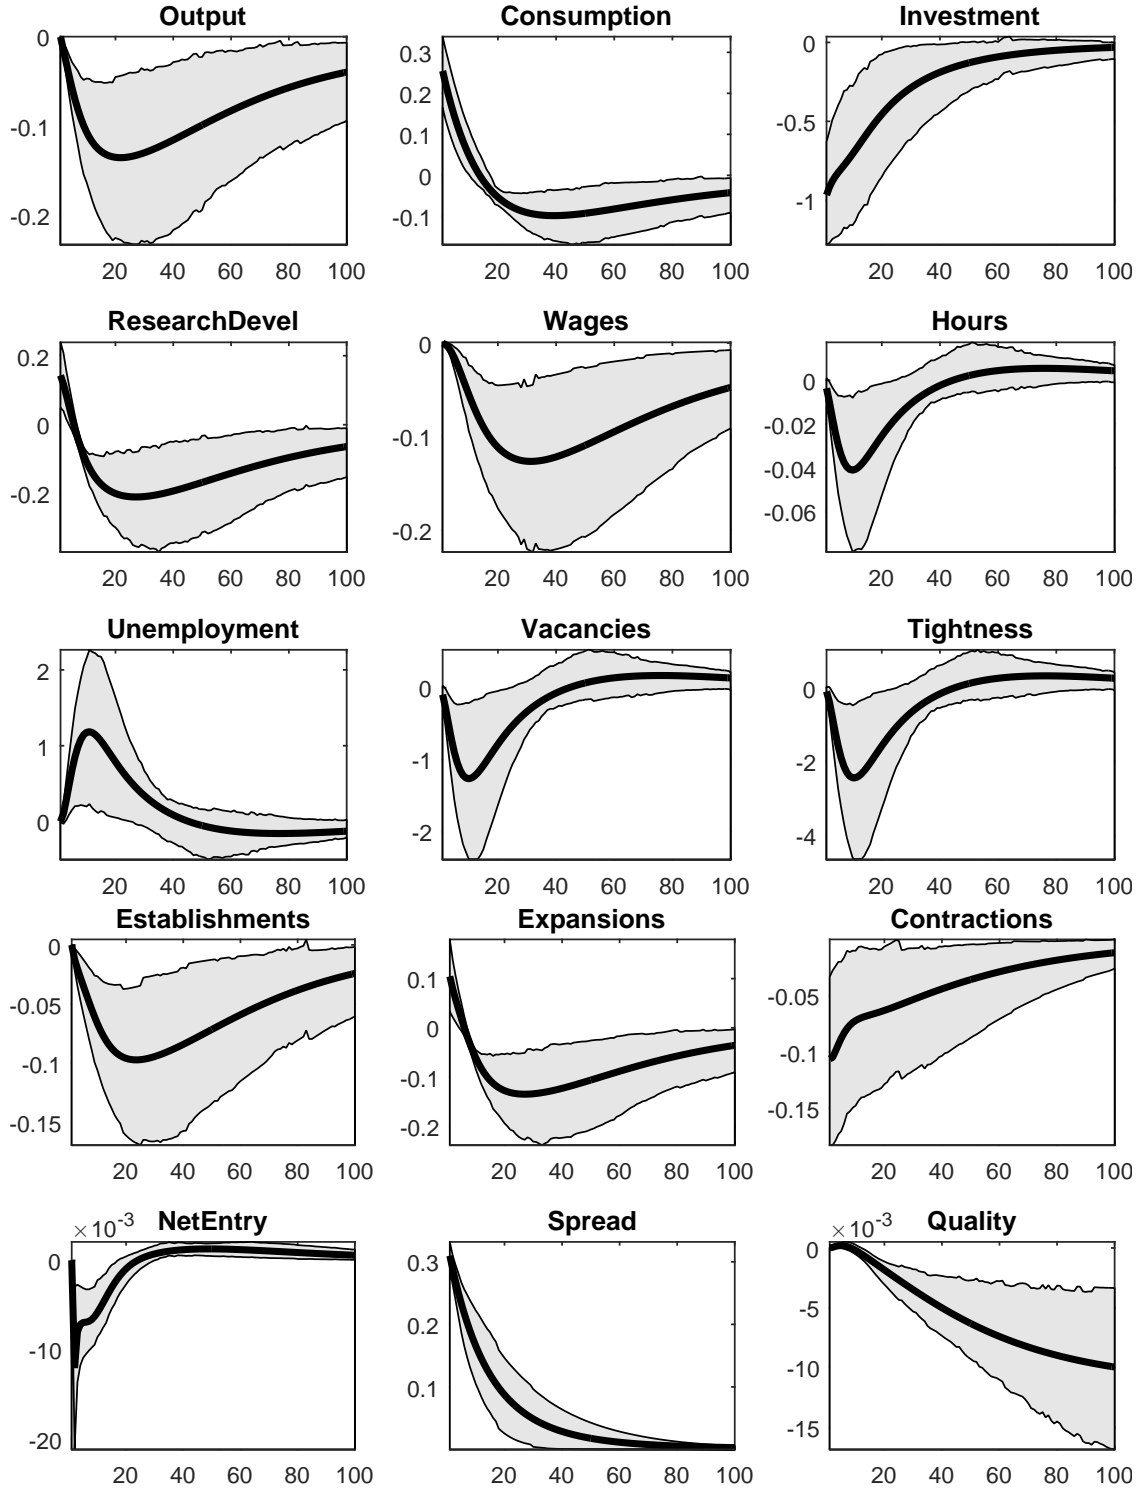 Output Consumption Investment
0 0.3 0
0.2
-0.1 0.1 -0.5
0
-0.2 -0.1 -1
20 40 60 80 100 20 40 60 80 100 20 40 60 80 100
ResearchDevel Wages Hours
0.2 0 0
0 -0.1 -0.02
-0.04
-0.2 -0.2 -0.06
20 40 60 80 100 20 40 60 80 100 20 40 60 80 100
Unemployment Vacancies Tightness
2 0 0
1 -1 -2
0 -2 -4
20 40 60 80 100 20 40 60 80 100 20 40 60 80 100
Establishments Expansions Contractions
0 0.1
-0.05 0 -0.05
-0.1 -0.1 -0.1
-0.15 -0.2 -0.15
20 40 60 80 100 20 40 60 80 100 20 40 60 80 100
×10-3 NetEntry Spread ×10-3 Quality
0 0.3 0
0.2 -5
-10 0.1 -10
-20 -15
20 40 60 80 100 20 40 60 80 100 20 40 60 80 100